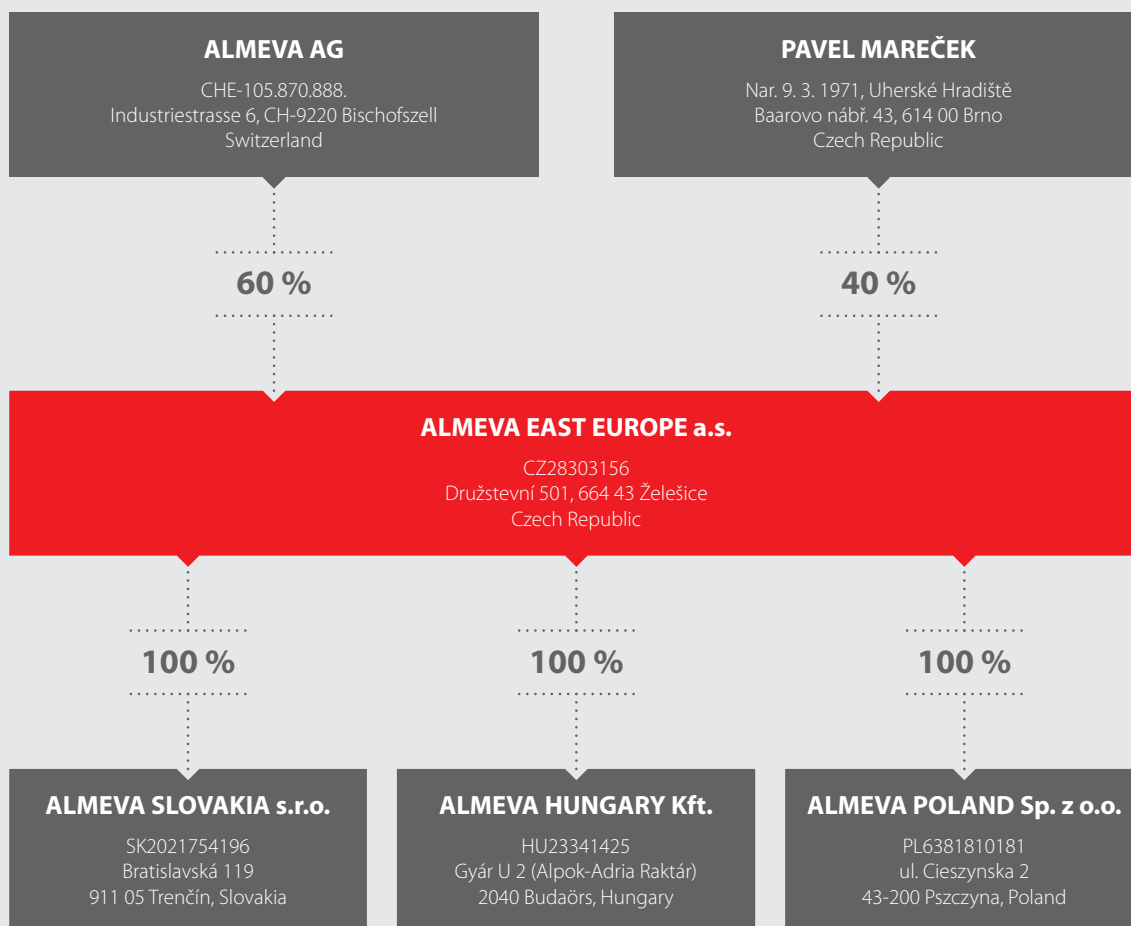 ALMEVA AG
CHE-105.870.888.
Industriestrasse 6, CH-9220 Bischofszell
Switzerland
PAVEL MAREČEK
Nar. 9. 3. 1971, Uherské Hradiště
Baarovo nábř. 43, 614 00 Brno
Czech Republic
60 %
40 %
ALMEVA EAST EUROPE a.s.
CZ28303156
Družstevní 501, 664 43 Želešice
Czech Republic
100 %
100 %
100 %
ALMEVA SLOVAKIA s.r.o.
SK2021754196
Bratislavská 119
911 05 Trenčín, Slovakia
ALMEVA HUNGARY Kft.
HU23341425
Gyár U 2 (Alpok-Adria Raktár)
2040 Budaörs, Hungary
ALMEVA POLAND Sp. z o.o.
PL6381810181
ul. Cieszynska 2
43-200 Pszczyna, Poland